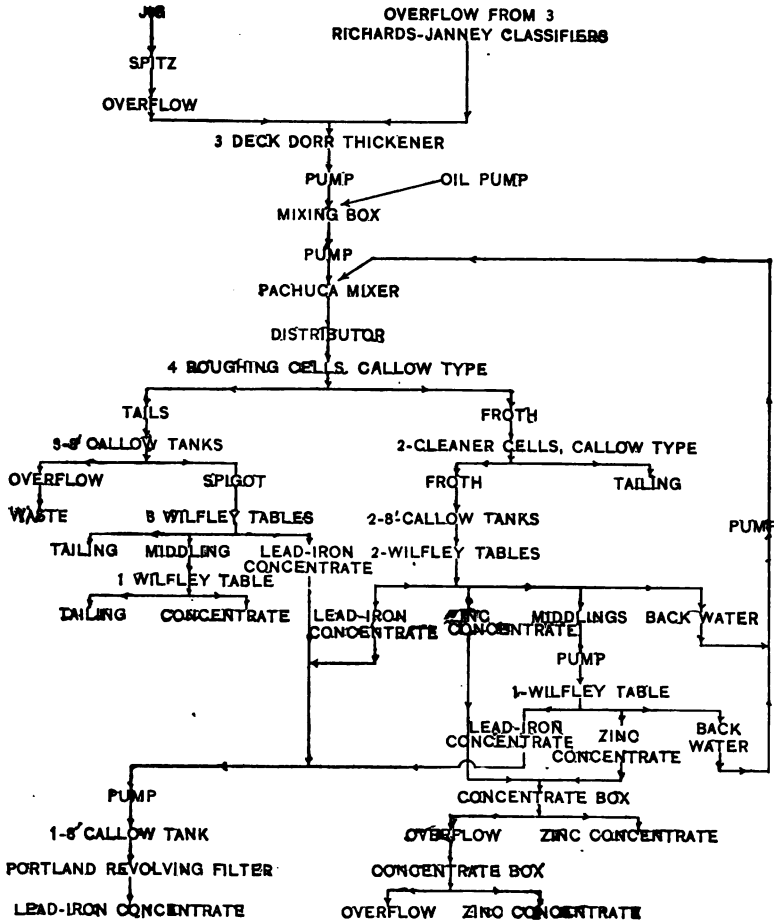 JIG
OVERFLOW FROM 3
RICHARDS-JANNEY CLASSIFIERS
SPITZ
OVERFLOW
3 DECK DORR THICKENER
PUMP
OIL PUMP
MIXING BOX
PUMP
PACHUCA MIXER
DISTRIBUTOR
4 ROUGHING CELLS, CALLOW TYPE
TAILS
FROTH
CALLOW TANKS
2-CLEANER CELLS, CALLOW TYPE
OVERFLOW
SPIGOT
FROTH
TAILING
WASTE
WILFLEY TABLES
2-8' CALLOW TANKS
PUMP
TAILING
MIDDLING
LEAD-IRON
CONCENTRATE
2-WILFLEY TABLES
1 WILFLEY TABLE
TAILING
CONCENTRATE
LEAD-IRON
CONCENTRATE
ZINC
CONCENTRATE
MIDDLINGS
BACK WATER
PUMP
1-WILFLEY TABLE
LEAD-IRON
CONCENTRATE
ZINC
CONCENTRATE
BACK
WATER
PUMP
CONCENTRATE BOX
1-8' CALLOW TANK
OVERFLOW
ZINC CONCENTRATE
PORTLAND REVOLVING FILTER
CONCENTRATE BOX
LEAD-IRON CONCENTRATE
OVERFLOW
ZINC CONCENTRATE